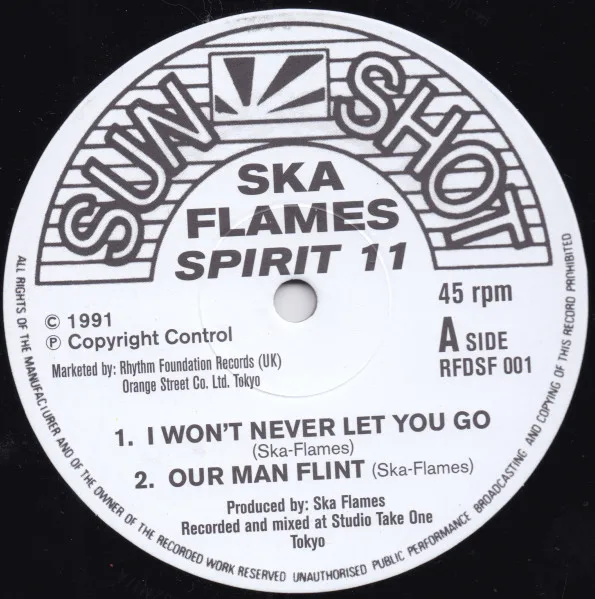 SUN SHOT
SKA
FLAMES
SPIRIT 11
45 rpm
© 1991
℗ Copyright Control
A SIDE
RFDSF 001
Marketed by: Rhythm Foundation Records (UK)
Orange Street Co. Ltd. Tokyo
1. I WON'T NEVER LET YOU GO
(Ska-Flames)
2. OUR MAN FLINT (Ska-Flames)
Produced by: Ska Flames
Recorded and mixed at Studio Take One
Tokyo
ALL RIGHTS OF THE MANUFACTURER AND OF THE OWNER OF THE RECORDED WORK RESERVED UNAUTHORISED PUBLIC PERFORMANCE BROADCASTING AND COPYING OF THIS RECORD PROHIBITED